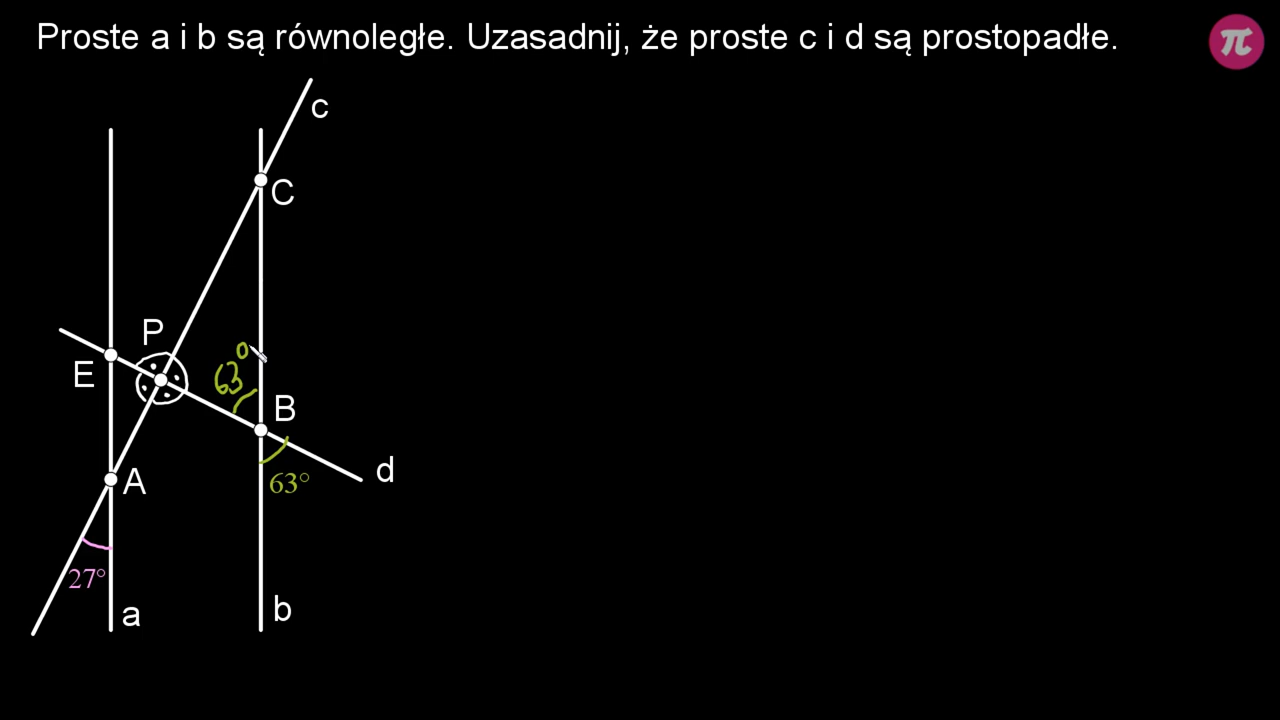 Proste a i b są równoległe. Uzasadnij, że proste c i d są prostopadłe.
π
c
C
P
63°
E
B
A
d
63°
27°
a
b